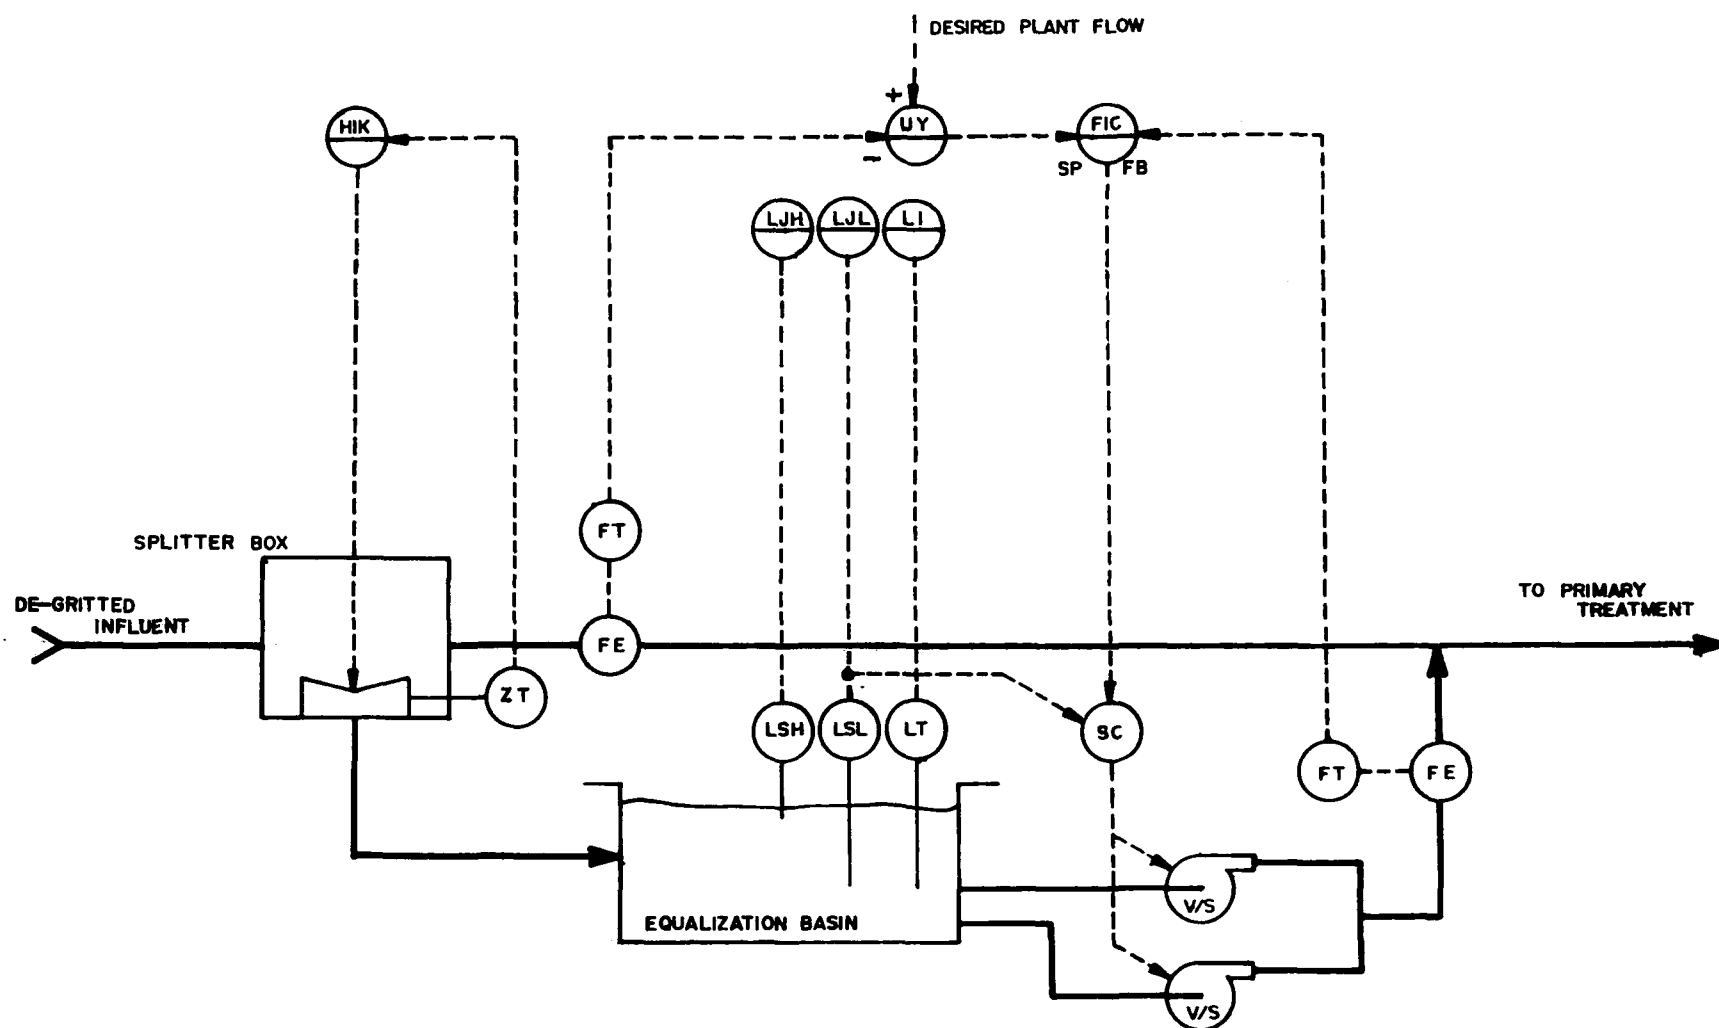 DESIRED PLANT FLOW
+
HIK
UY
FIC
-
SP
FB
LJH
LJL
LI
FT
SPLITTER BOX
DE-GRITTED
INFLUENT
TO PRIMARY
TREATMENT
FE
ZT
LSH
LSL
LT
SC
FT
FE
V/S
EQUALIZATION BASIN
V/S